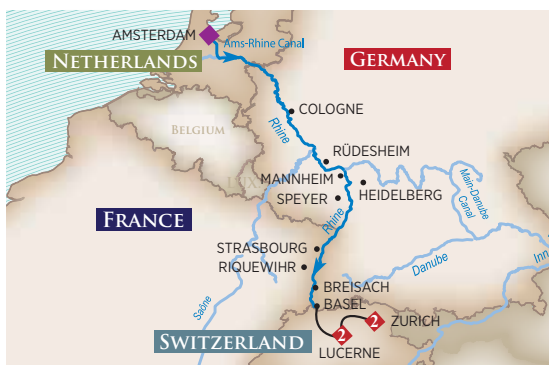 AMSTERDAM
Ams-Rhine Canal
NETHERLANDS
GERMANY
COLOGNE
BELGIUM
Rhine
RÜDESHEIM
LUX
MANNHEIM
HEIDELBERG
SPEYER
Main-Danube
Canal
FRANCE
Rhine
STRASBOURG
RIQUEWIHR
Danube
Inn
Saône
BREISACH
BASEL
SWITZERLAND
2
2
ZURICH
LUCERNE